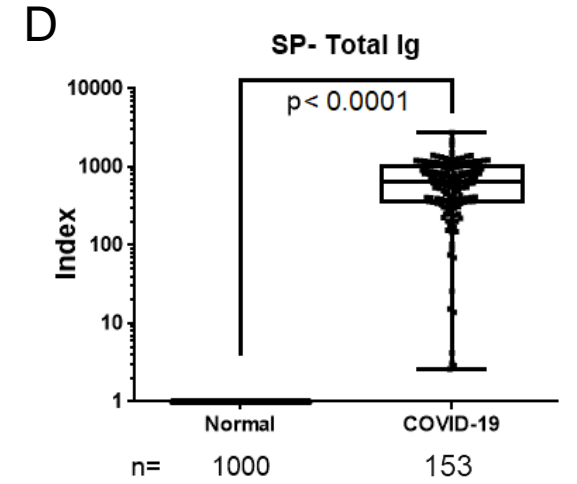 D
SP- Total Ig
p< 0.0001
10000
1000
100
10
1
Index
Normal COVID-19
n= 1000 153